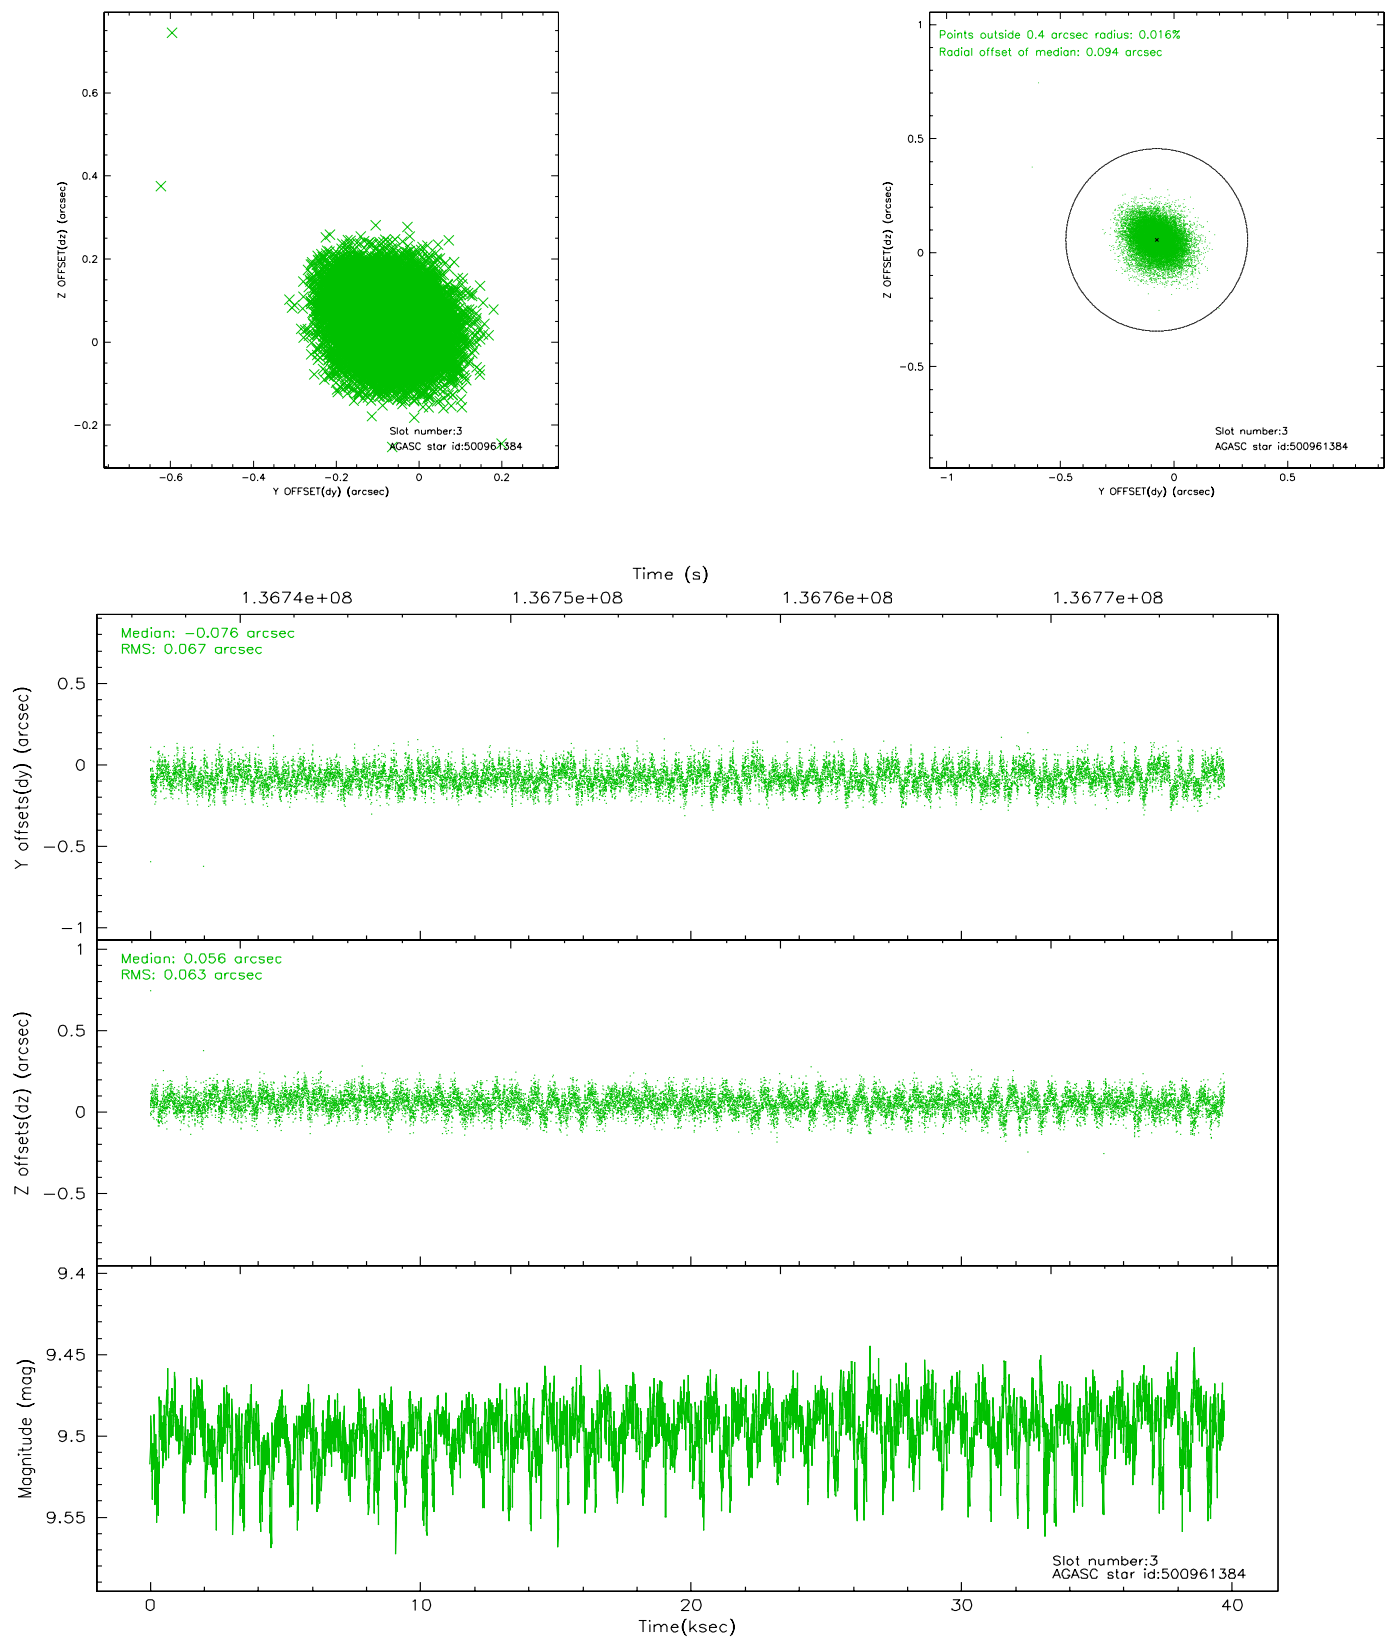 0.6
0.4
0.2
0
−0.2
Z OFFSET(dz) (arcsec)
Slot number:3
AGASC star id:500961384
−0.6 −0.4 −0.2 0 0.2
Y OFFSET(dy) (arcsec)
Points outside 0.4 arcsec radius: 0.016%
Radial offset of median: 0.094 arcsec
1
0.5
0
−0.5
Z OFFSET(dz) (arcsec)
Slot number:3
AGASC star id:500961384
−1 −0.5 0 0.5
Y OFFSET(dy) (arcsec)
Time (s)
1.3674e+08 1.3675e+08 1.3676e+08 1.3677e+08
Median: −0.076 arcsec
RMS: 0.067 arcsec
0.5
0
−0.5
−1
Y offsets(dy) (arcsec)
Median: 0.056 arcsec
RMS: 0.063 arcsec
1
0.5
0
−0.5
Z offsets(dz) (arcsec)
9.4
9.45
9.5
9.55
Magnitude (mag)
Slot number:3
AGASC star id:500961384
0 10 20 30 40
Time(ksec)